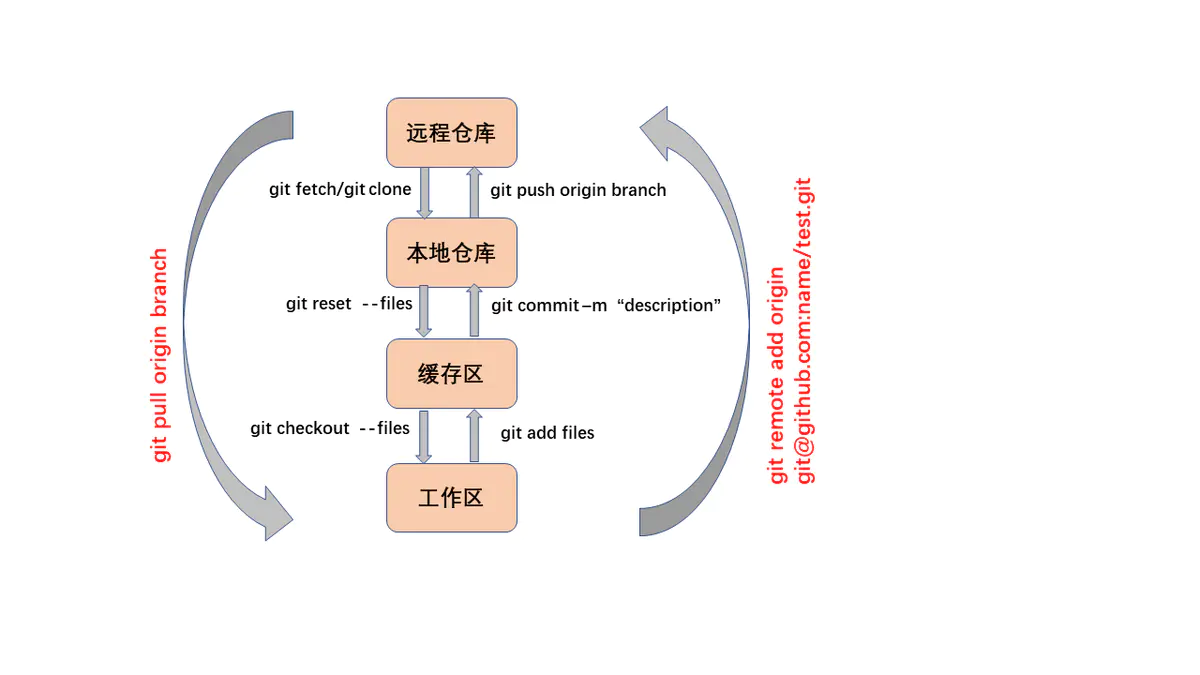 远程仓库
git fetch/git clone
git push origin branch
本地仓库
git reset --files
git commit –m “description”
缓存区
git checkout --files
git add files
工作区
git pull origin branch
git remote add origin
git@github.com:name/test.git